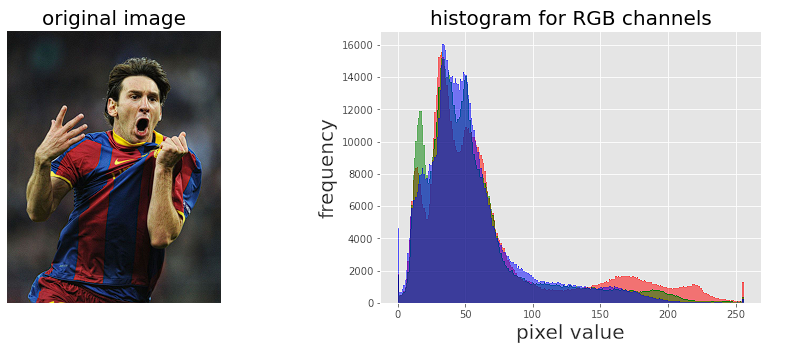 original image
histogram for RGB channels
frequency
16000
14000
12000
10000
8000
6000
4000
2000
0
0 50 100 150 200 250
pixel value